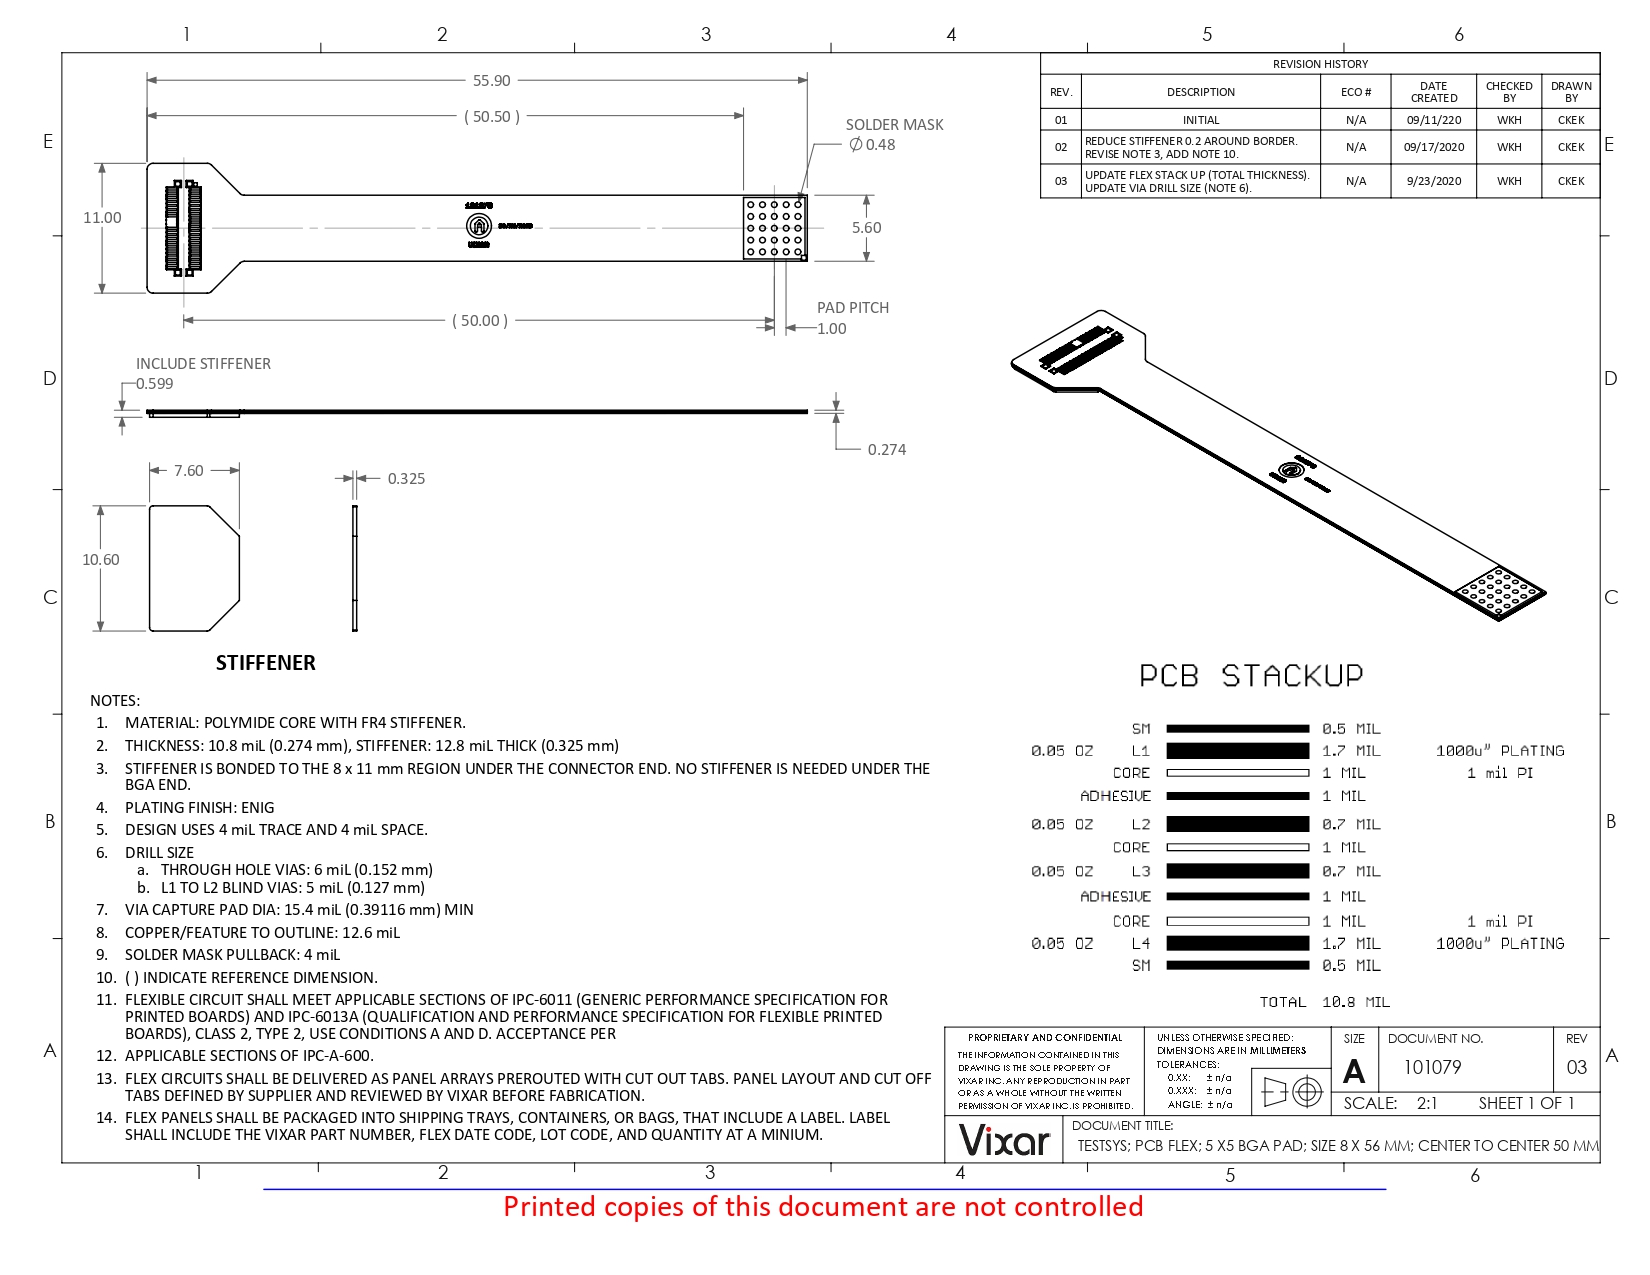 1 2 3 4 5 6
REVISION HISTORY
REV. DESCRIPTION ECO # DATE CREATED CHECKED BY DRAWN BY
01 INITIAL N/A 09/11/220 WKH CKEK
02 REDUCE STIFFENER 0.2 AROUND BORDER. N/A 09/17/2020 WKH CKEK
REVISE NOTE 3, ADD NOTE 10.
03 UPDATE FLEX STACK UP (TOTAL THICKNESS). N/A 9/23/2020 WKH CKEK
UPDATE VIA DRILL SIZE (NOTE 6).
E
E
55.90
( 50.50 )
SOLDER MASK
∅ 0.48
11.00
5.60
( 50.00 )
PAD PITCH
1.00
D
D
INCLUDE STIFFENER
0.599
0.274
7.60
0.325
10.60
C
C
STIFFENER
NOTES:
1. MATERIAL: POLYMIDE CORE WITH FR4 STIFFENER.
2. THICKNESS: 10.8 miL (0.274 mm), STIFFENER: 12.8 miL THICK (0.325 mm)
3. STIFFENER IS BONDED TO THE 8 x 11 mm REGION UNDER THE CONNECTOR END. NO STIFFENER IS NEEDED UNDER THE
BGA END.
4. PLATING FINISH: ENIG
5. DESIGN USES 4 miL TRACE AND 4 miL SPACE.
6. DRILL SIZE
a. THROUGH HOLE VIAS: 6 miL (0.152 mm)
b. L1 TO L2 BLIND VIAS: 5 miL (0.127 mm)
7. VIA CAPTURE PAD DIA: 15.4 miL (0.39116 mm) MIN
8. COPPER/FEATURE TO OUTLINE: 12.6 miL
9. SOLDER MASK PULLBACK: 4 miL
10. ( ) INDICATE REFERENCE DIMENSION.
11. FLEXIBLE CIRCUIT SHALL MEET APPLICABLE SECTIONS OF IPC-6011 (GENERIC PERFORMANCE SPECIFICATION FOR
PRINTED BOARDS) AND IPC-6013A (QUALIFICATION AND PERFORMANCE SPECIFICATION FOR FLEXIBLE PRINTED
BOARDS), CLASS 2, TYPE 2, USE CONDITIONS A AND D. ACCEPTANCE PER
12. APPLICABLE SECTIONS OF IPC-A-600.
13. FLEX CIRCUITS SHALL BE DELIVERED AS PANEL ARRAYS PREROUTED WITH CUT OUT TABS. PANEL LAYOUT AND CUT OFF
TABS DEFINED BY SUPPLIER AND REVIEWED BY VIXAR BEFORE FABRICATION.
14. FLEX PANELS SHALL BE PACKAGED INTO SHIPPING TRAYS, CONTAINERS, OR BAGS, THAT INCLUDE A LABEL. LABEL
SHALL INCLUDE THE VIXAR PART NUMBER, FLEX DATE CODE, LOT CODE, AND QUANTITY AT A MINIUM.
B
B
PCB STACKUP
SM 0.5 MIL
0.05 OZ L1 1.7 MIL 1000u" PLATING
CORE 1 MIL 1 mil PI
ADHESIVE 1 MIL
0.05 OZ L2 0.7 MIL
CORE 1 MIL
0.05 OZ L3 0.7 MIL
ADHESIVE 1 MIL
CORE 1 MIL 1 mil PI
0.05 OZ L4 1.7 MIL 1000u" PLATING
SM 0.5 MIL
TOTAL 10.8 MIL
A
A
PROPRIETARY AND CONFIDENTIAL
THE INFORMATION CONTAINED IN THIS
DRAWING IS THE SOLE PROPERTY OF
VIXAR INC. ANY REPRODUCTION IN PART
OR AS A WHOLE WITHOUT THE WRITTEN
PERMISSION OF VIXAR INC. IS PROHIBITED.
UNLESS OTHERWISE SPECIFIED:
DIMENSIONS ARE IN MILLIMETERS
TOLERANCES:
0.XX: ± n/a
0.XXX: ± n/a
ANGLE: ± n/a
SIZE DOCUMENT NO. REV
A 101079 03
SCALE: 2:1 SHEET 1 OF 1
Vixar
DOCUMENT TITLE:
TESTSYS; PCB FLEX; 5 X5 BGA PAD; SIZE 8 X 56 MM; CENTER TO CENTER 50 MM
1 2 3 4 5 6
Printed copies of this document are not controlled